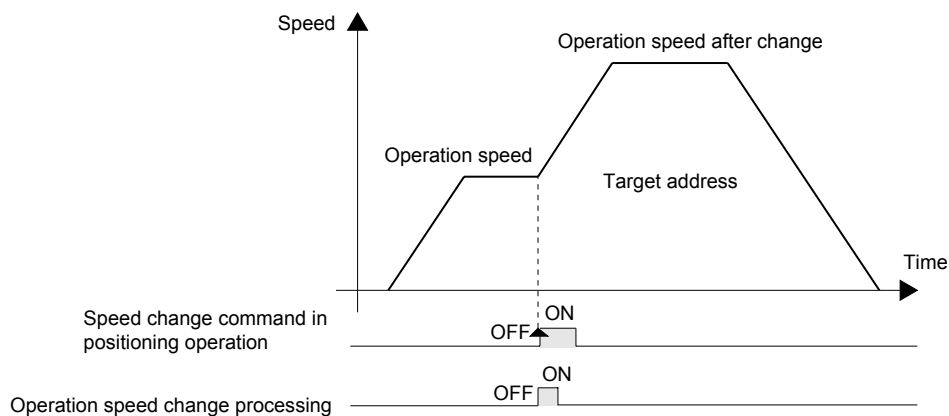 Speed
Operation speed after change
Operation speed
Target address
Time
Speed change command in
positioning operation
OFF
ON
Operation speed change processing
OFF
ON